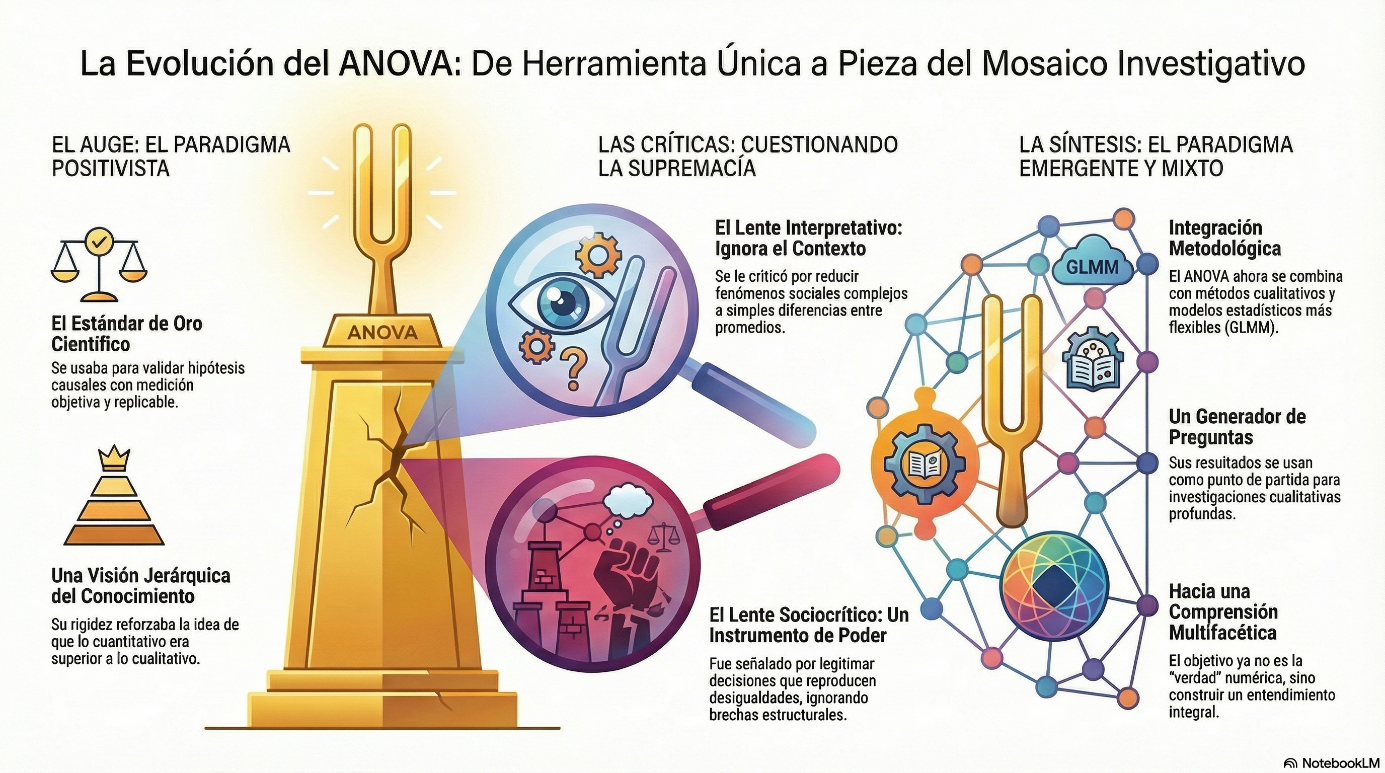 La Evolución del ANOVA: De Herramienta Única a Pieza del Mosaico Investigativo
EL AUGE: EL PARADIGMA
POSITIVISTA
El Estándar de Oro
Científico
Se usaba para validar hipótesis
causales con medición
objetiva y replicable.
Una Visión Jerárquica
del Conocimiento
Su rigidez reforzaba la idea de
que lo cuantitativo era
superior a lo cualitativo.
ANOVA
LAS CRÍTICAS: CUESTIONANDO
LA SUPREMACÍA
?
El Lente Interpretativo:
Ignora el Contexto
Se le criticó por reducir
fenómenos sociales complejos
a simples diferencias entre
promedios.
El Lente Sociocrítico: Un
Instrumento de Poder
Fue señalado por legitimar
decisiones que reproducen
desigualdades, ignorando
brechas estructurales.
LA SÍNTESIS: EL PARADIGMA
EMERGENTE Y MIXTO
GLMM
Integración
Metodológica
El ANOVA ahora se combina
con métodos cualitativos y
modelos estadísticos más
flexibles (GLMM).
Un Generador de
Preguntas
Sus resultados se usan
como punto de partida para
investigaciones cualitativas
profundas.
Hacia una
Comprensión
Multifacética
El objetivo ya no es la
“verdad” numérica, sino
construir un entendimiento
integral.
NotebookLM